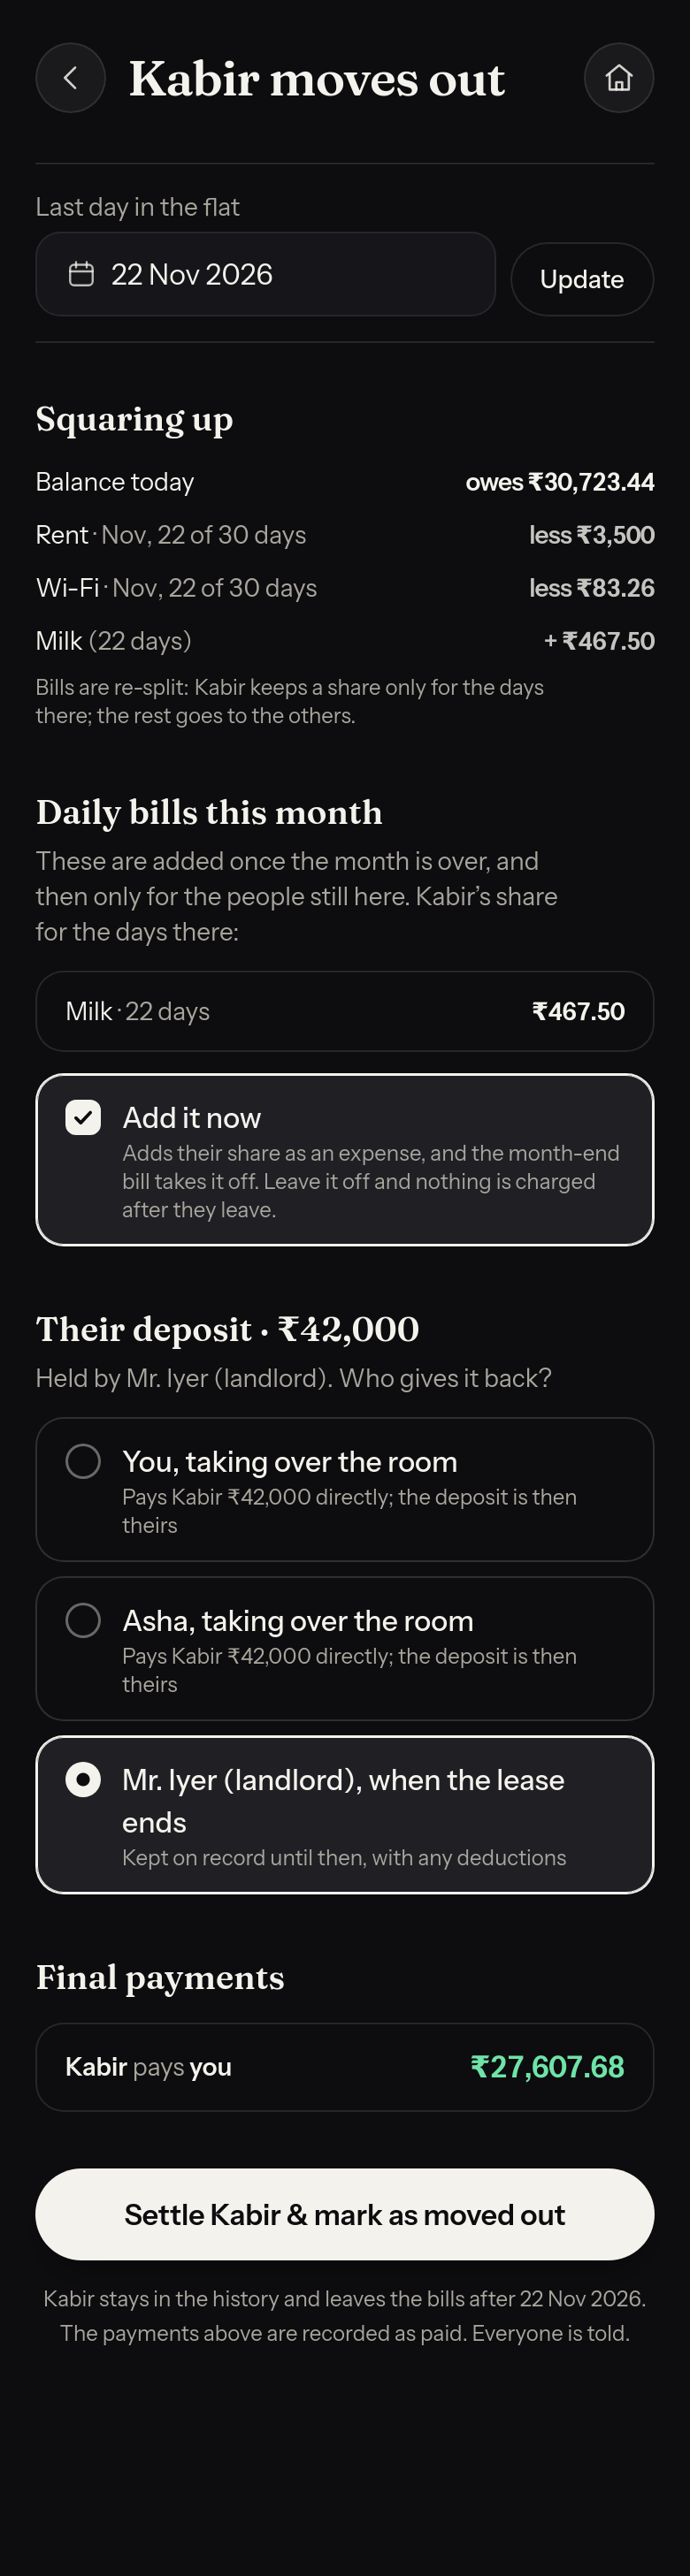 Kabir moves out
Last day in the flat
22 Nov 2026
Update
Squaring up
Balance today owes ₹30,723.44
Rent · Nov, 22 of 30 days less ₹3,500
Wi-Fi · Nov, 22 of 30 days less ₹83.26
Milk (22 days) + ₹467.50
Bills are re-split: Kabir keeps a share only for the days
there; the rest goes to the others.
Daily bills this month
These are added once the month is over, and
then only for the people still here. Kabir’s share
for the days there:
Milk · 22 days ₹467.50
Add it now
Adds their share as an expense, and the month-end
bill takes it off. Leave it off and nothing is charged
after they leave.
Their deposit · ₹42,000
Held by Mr. Iyer (landlord). Who gives it back?
You, taking over the room
Pays Kabir ₹42,000 directly; the deposit is then
theirs
Asha, taking over the room
Pays Kabir ₹42,000 directly; the deposit is then
theirs
Mr. Iyer (landlord), when the lease
ends
Kept on record until then, with any deductions
Final payments
Kabir pays you ₹27,607.68
Settle Kabir & mark as moved out
Kabir stays in the history and leaves the bills after 22 Nov 2026.
The payments above are recorded as paid. Everyone is told.